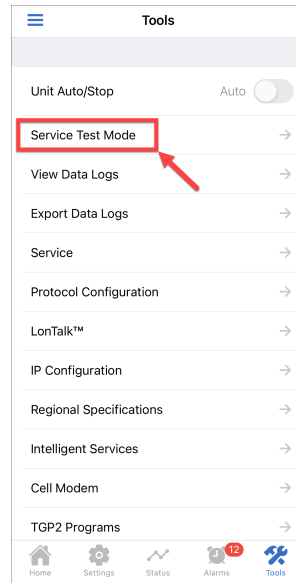 Tools
Unit Auto/Stop Auto
Service Test Mode
View Data Logs
Export Data Logs
Service
Protocol Configuration
LonTalk™
IP Configuration
Regional Specifications
Intelligent Services
Cell Modem
TGP2 Programs
12
Home Settings Status Alarms Tools